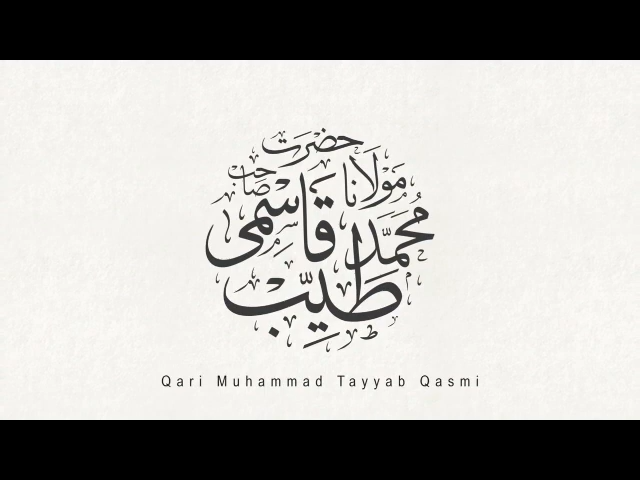 حضرت
مولانا
محمد طیب
قاسمی
صاحب
Qari Muhammad Tayyab Qasmi